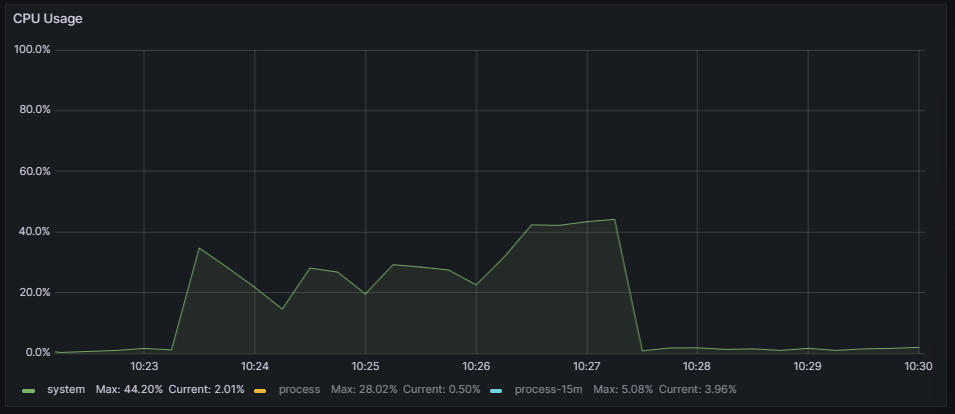 CPU Usage
100.0%
80.0%
60.0%
40.0%
20.0%
0.0%
10:23 10:24 10:25 10:26 10:27 10:28 10:29 10:30
system Max: 44.20% Current: 2.01% process Max: 28.02% Current: 0.50% process-15m Max: 5.08% Current: 3.96%